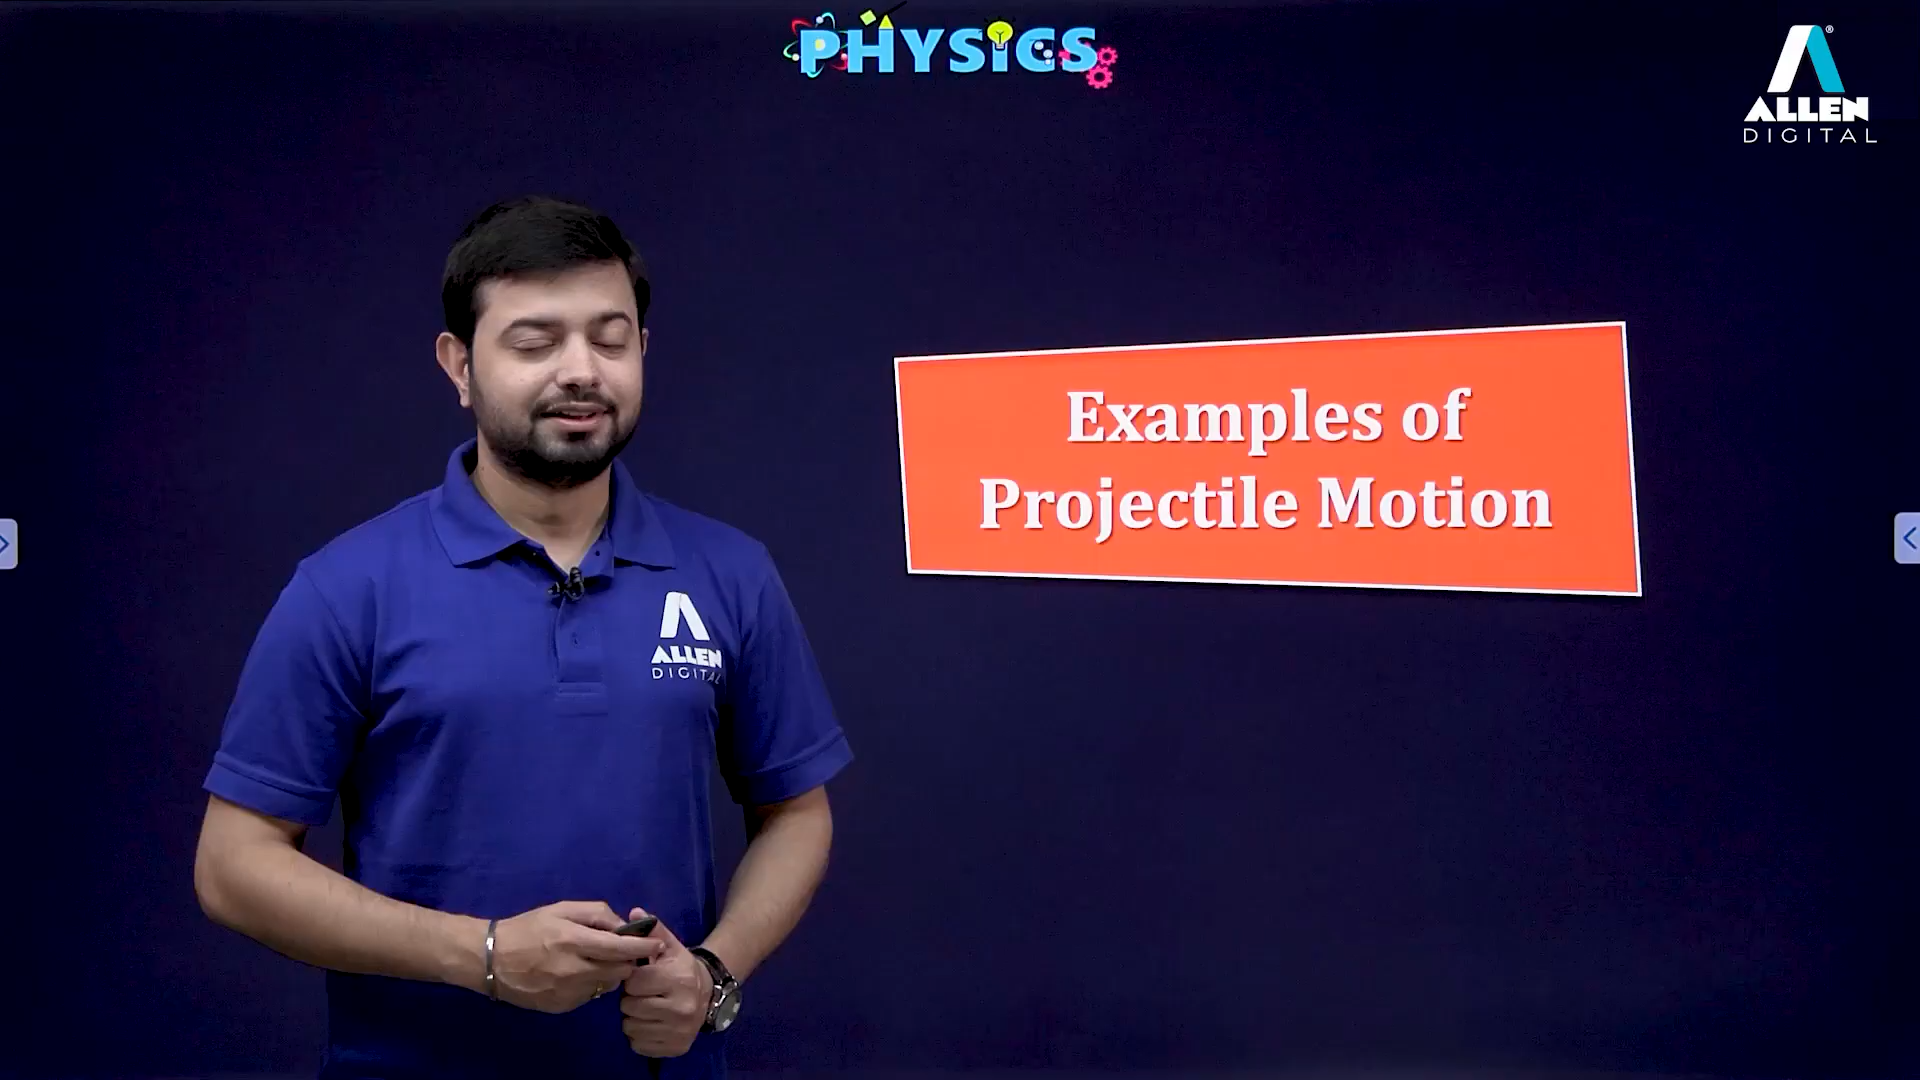 PHYSICS
ALLEN
DIGITAL
Examples of
Projectile Motion
ALLEN
DIGITAL